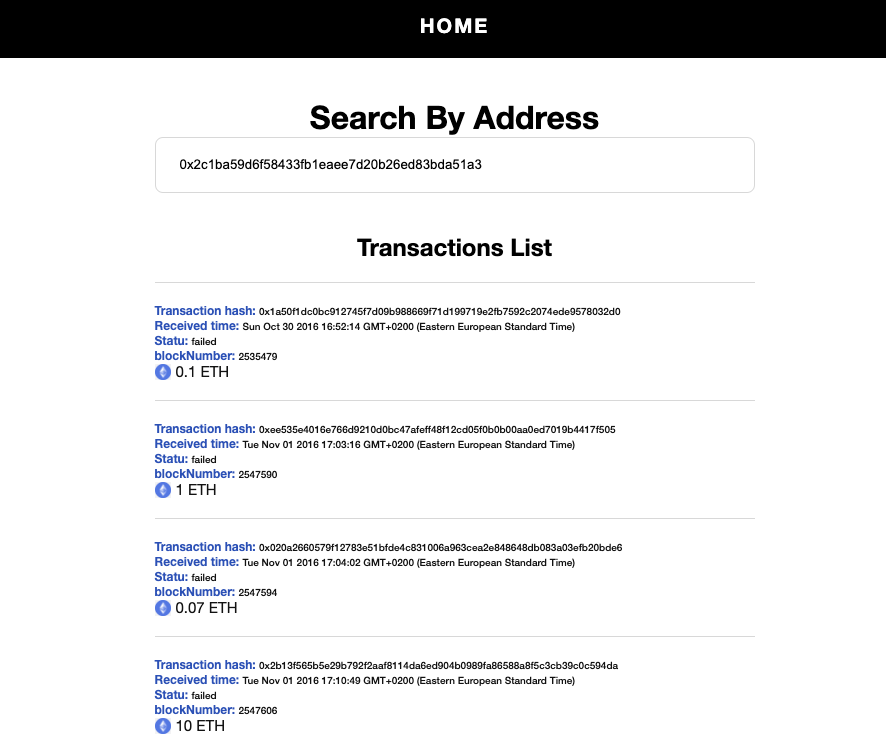 HOME
Search By Address
0x2c1ba59d6f58433fb1eaee7d20b26ed83bda51a3
Transactions List
Transaction hash: 0x1a50f1dc0bc912745f7d09b988669f71d199719e2fb7592c2074ede9578032d0
Received time: Sun Oct 30 2016 16:52:14 GMT+0200 (Eastern European Standard Time)
Statu: failed
blockNumber: 2535479
0.1 ETH
Transaction hash: 0xee535e4016e766d9210d0bc47afeff48f12cd05f0b0b00aa0ed7019b4417f505
Received time: Tue Nov 01 2016 17:03:16 GMT+0200 (Eastern European Standard Time)
Statu: failed
blockNumber: 2547590
1 ETH
Transaction hash: 0x020a2660579f12783e51bfde4c831006a963cea2e848648db083a03efb20bde6
Received time: Tue Nov 01 2016 17:04:02 GMT+0200 (Eastern European Standard Time)
Statu: failed
blockNumber: 2547594
0.07 ETH
Transaction hash: 0x2b13f565b5e29b792f2aaf8114da6ed904b0989fa86588a8f5c3cb39c0c594da
Received time: Tue Nov 01 2016 17:10:49 GMT+0200 (Eastern European Standard Time)
Statu: failed
blockNumber: 2547606
10 ETH